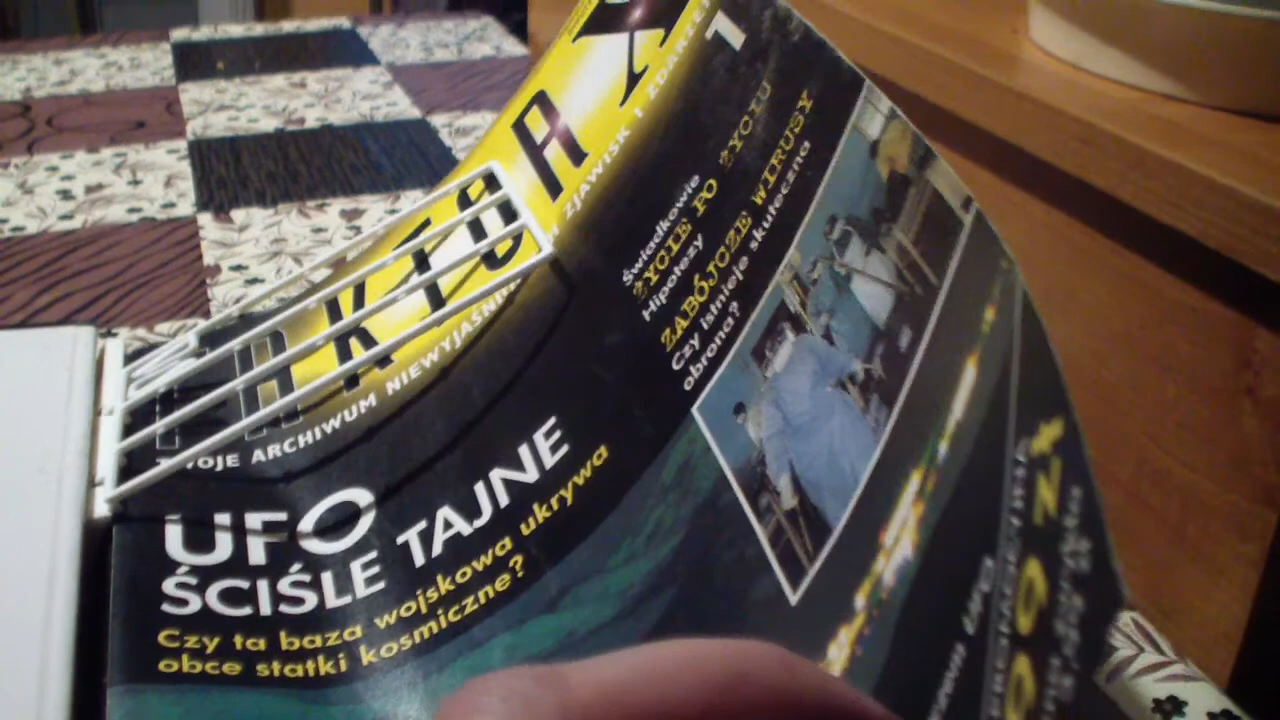 FAKTOR X
TWOJE ARCHIWUM NIEWYJAŚNIONYCH ZJAWISK I ZDARZEŃ
1
Świadkowie
ŻYCIE PO ŻYCIU
Hipotezy
ZABÓJCZE WIRUSY
Czy istnieje skuteczna
obrona?
UFO
ŚCIŚLE TAJNE
Czy ta baza wojskowa ukrywa
obce statki kosmiczne?